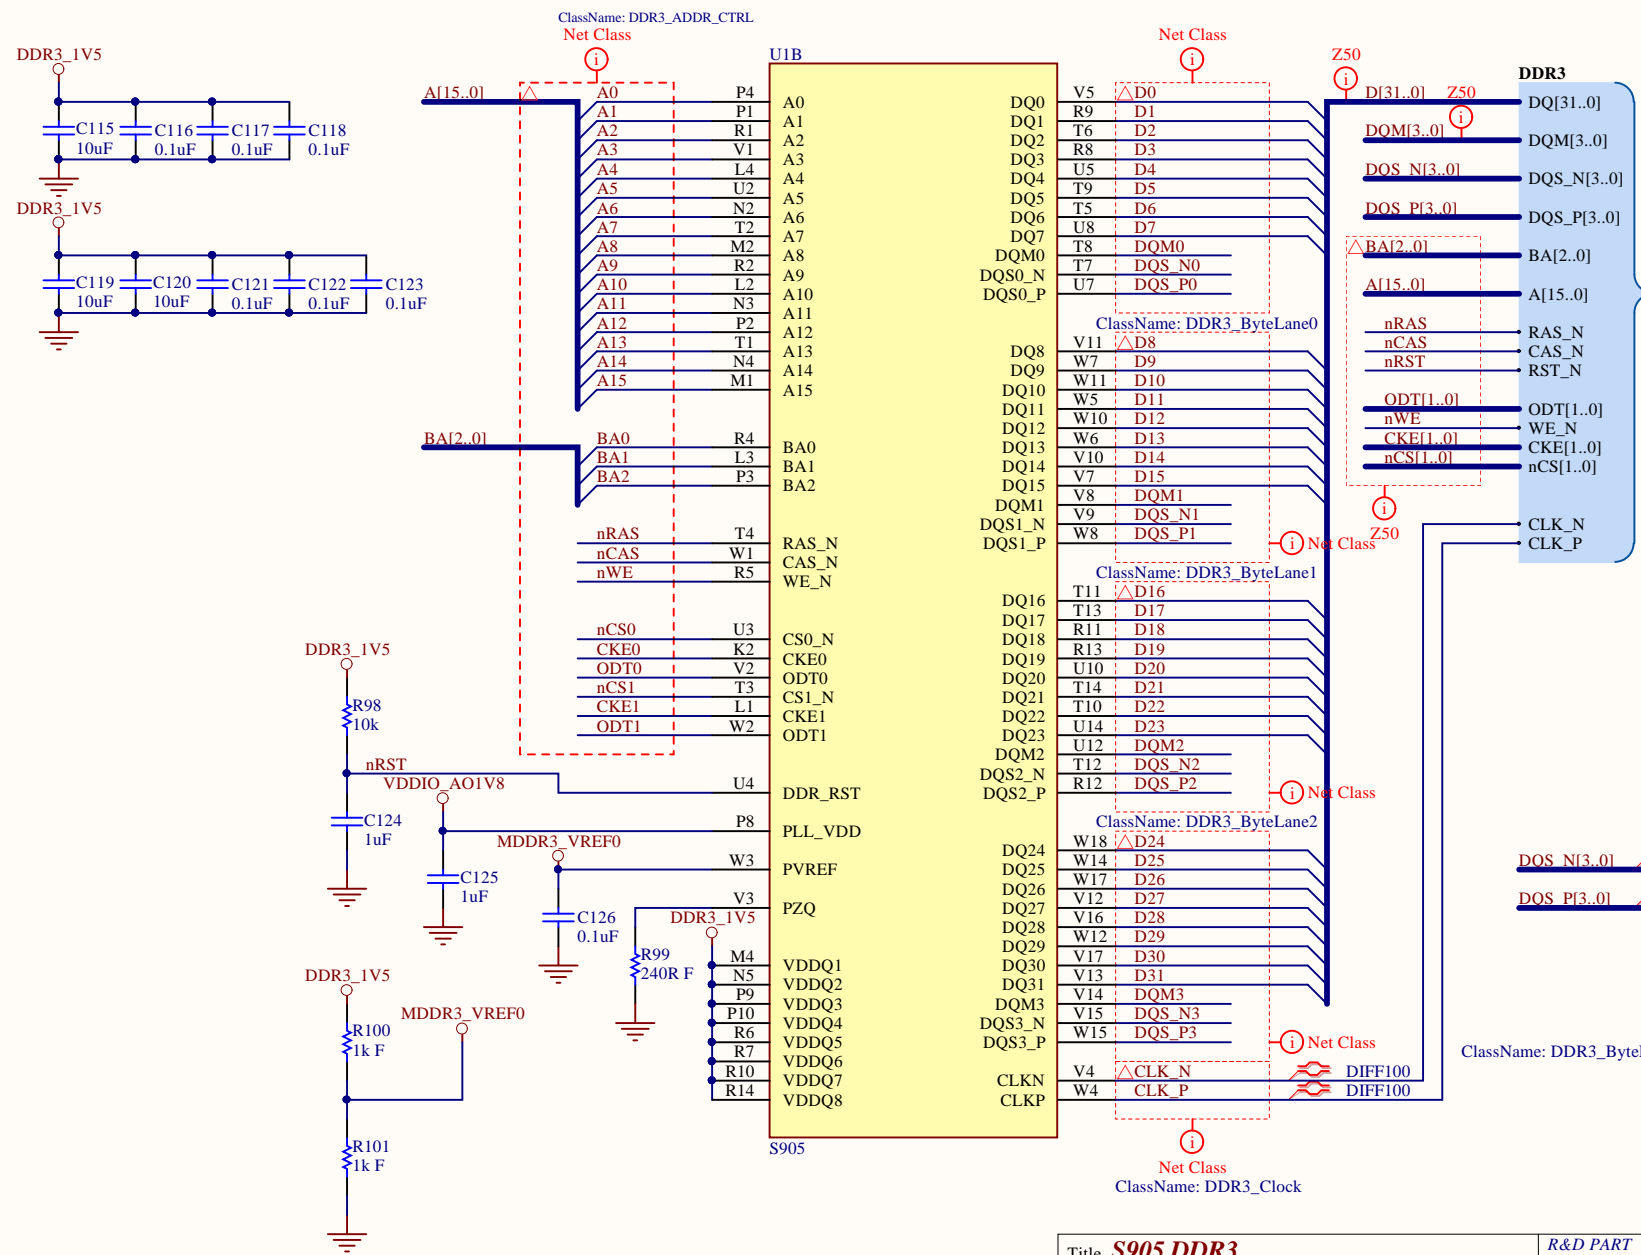 ClassName: DDR3_ADDR_CTRL
Net Class
i
DDR3_1V5
C115
10uF
C116
0.1uF
C117
0.1uF
C118
0.1uF
DDR3_1V5
C119
10uF
C120
10uF
C121
0.1uF
C122
0.1uF
C123
0.1uF
A[15..0]
A0
A1
A2
A3
A4
A5
A6
A7
A8
A9
A10
A11
A12
A13
A14
A15
BA[2..0]
BA0
BA1
BA2
nRAS
nCAS
nWE
nCS0
CKE0
ODT0
nCS1
CKE1
ODT1
DDR3_1V5
R98
10k
nRST
C124
1uF
VDDIO_AO1V8
C125
1uF
MDDR3_VREF0
C126
0.1uF
DDR3_1V5
R99
240R F
DDR3_1V5
R100
1k F
MDDR3_VREF0
R101
1k F
U1B
P4 A0
P1 A1
R1 A2
V1 A3
L4 A4
U2 A5
N2 A6
T2 A7
M2 A8
R2 A9
L2 A10
N3 A11
P2 A12
T1 A13
N4 A14
M1 A15
R4 BA0
L3 BA1
P3 BA2
T4 RAS_N
W1 CAS_N
R5 WE_N
U3 CS0_N
K2 CKE0
V2 ODT0
T3 CS1_N
L1 CKE1
W2 ODT1
U4 DDR_RST
P8 PLL_VDD
W3 PVREF
V3 PZQ
M4 VDDQ1
N5 VDDQ2
P9 VDDQ3
P10 VDDQ4
R6 VDDQ5
R7 VDDQ6
R10 VDDQ7
R14 VDDQ8
S905
Net Class
i
DQ0 V5 D0
DQ1 R9 D1
DQ2 T6 D2
DQ3 R8 D3
DQ4 U5 D4
DQ5 T9 D5
DQ6 T5 D6
DQ7 U8 D7
DQM0 T8 DQM0
DQS0_N T7 DQS_N0
DQS0_P U7 DQS_P0
ClassName: DDR3_ByteLane0
DQ8 V11 D8
DQ9 W7 D9
DQ10 W11 D10
DQ11 W5 D11
DQ12 W10 D12
DQ13 W6 D13
DQ14 V10 D14
DQ15 V7 D15
DQM1 V8 DQM1
DQS1_N V9 DQS_N1
DQS1_P W8 DQS_P1
i Net Class
ClassName: DDR3_ByteLane1
DQ16 T11 D16
DQ17 T13 D17
DQ18 R11 D18
DQ19 R13 D19
DQ20 U10 D20
DQ21 T14 D21
DQ22 T10 D22
DQ23 U14 D23
DQM2 U12 DQM2
DQS2_N T12 DQS_N2
DQS2_P R12 DQS_P2
i Net Class
ClassName: DDR3_ByteLane2
DQ24 W18 D24
DQ25 W14 D25
DQ26 W17 D26
DQ27 V12 D27
DQ28 V16 D28
DQ29 W12 D29
DQ30 V17 D30
DQ31 V13 D31
DQM3 V14 DQM3
DQS3_N V15 DQS_N3
DQS3_P W15 DQS_P3
i Net Class
CLKN V4 CLK_N DIFF100
CLKP W4 CLK_P DIFF100
i
Net Class
ClassName: DDR3_Clock
Z50
i
DDR3
D[31..0] DQ[31..0]
Z50
i
DQM[3..0] DQM[3..0]
DQS_N[3..0] DQS_N[3..0]
DQS_P[3..0] DQS_P[3..0]
BA[2..0] BA[2..0]
A[15..0] A[15..0]
nRAS RAS_N
nCAS CAS_N
nRST RST_N
ODT[1..0] ODT[1..0]
nWE WE_N
CKE[1..0] CKE[1..0]
nCS[1..0] nCS[1..0]
i
Z50
CLK_N
CLK_P
DQS_N[3..0]
DQS_P[3..0]
ClassName: DDR3_Byte
Title S905 DDR3
R&D PART